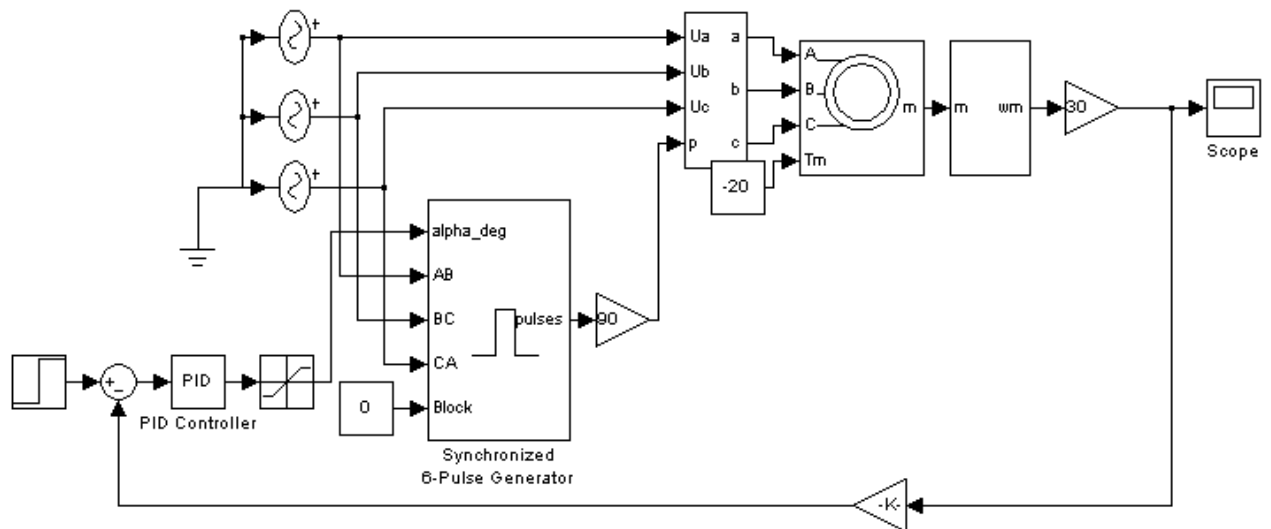 +
+
+
Ua
Ub
Uc
p
a
b
c
A
B
C
Tm
m
m
wm
30
Scope
-20
alpha_deg
AB
BC
CA
Block
pulses
90
Synchronized
6-Pulse Generator
+
-
PID
PID Controller
0
-K-